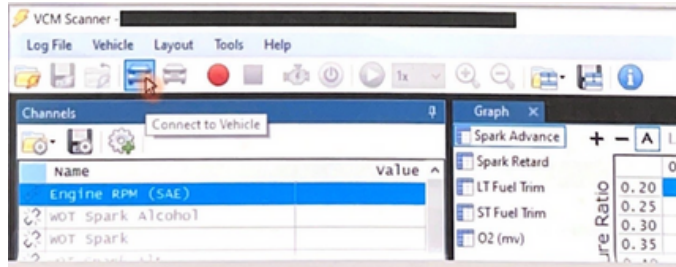 VCM Scanner -
Log File Vehicle Layout Tools Help
1x
Channels
Graph ×
Connect to Vehicle
Spark Advance + − A
Name Value
Spark Retard
Engine RPM (SAE)
LT Fuel Trim 0.20
WOT Spark Alcohol
ST Fuel Trim 0.25
WOT Spark
O2 (mv) 0.30
0.35